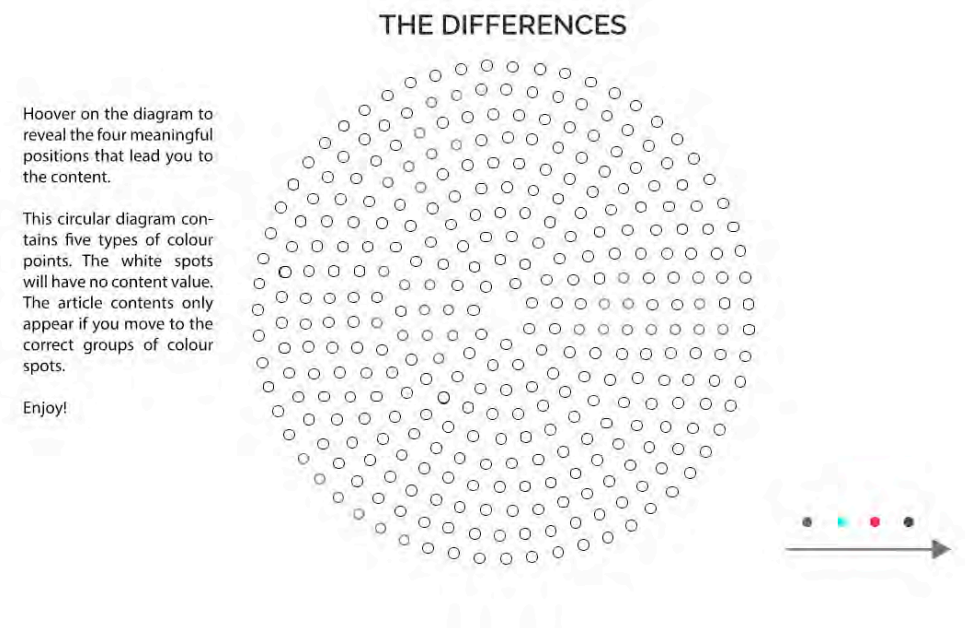 THE DIFFERENCES
Hoover on the diagram to
reveal the four meaningful
positions that lead you to
the content.
This circular diagram con-
tains five types of colour
points. The white spots
will have no content value.
The article contents only
appear if you move to the
correct groups of colour
spots.
Enjoy!